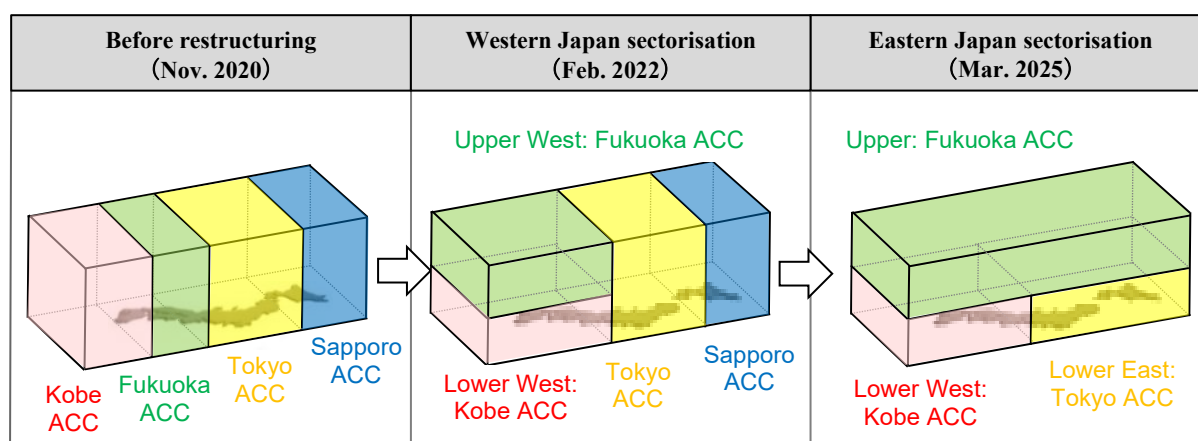 Before restructuring
（Nov. 2020）
Western Japan sectorisation
（Feb. 2022）
Eastern Japan sectorisation
（Mar. 2025）
Kobe
ACC
Fukuoka
ACC
Tokyo
ACC
Sapporo
ACC
Upper West: Fukuoka ACC
Lower West:
Kobe ACC
Tokyo
ACC
Sapporo
ACC
Upper: Fukuoka ACC
Lower West:
Kobe ACC
Lower East:
Tokyo ACC